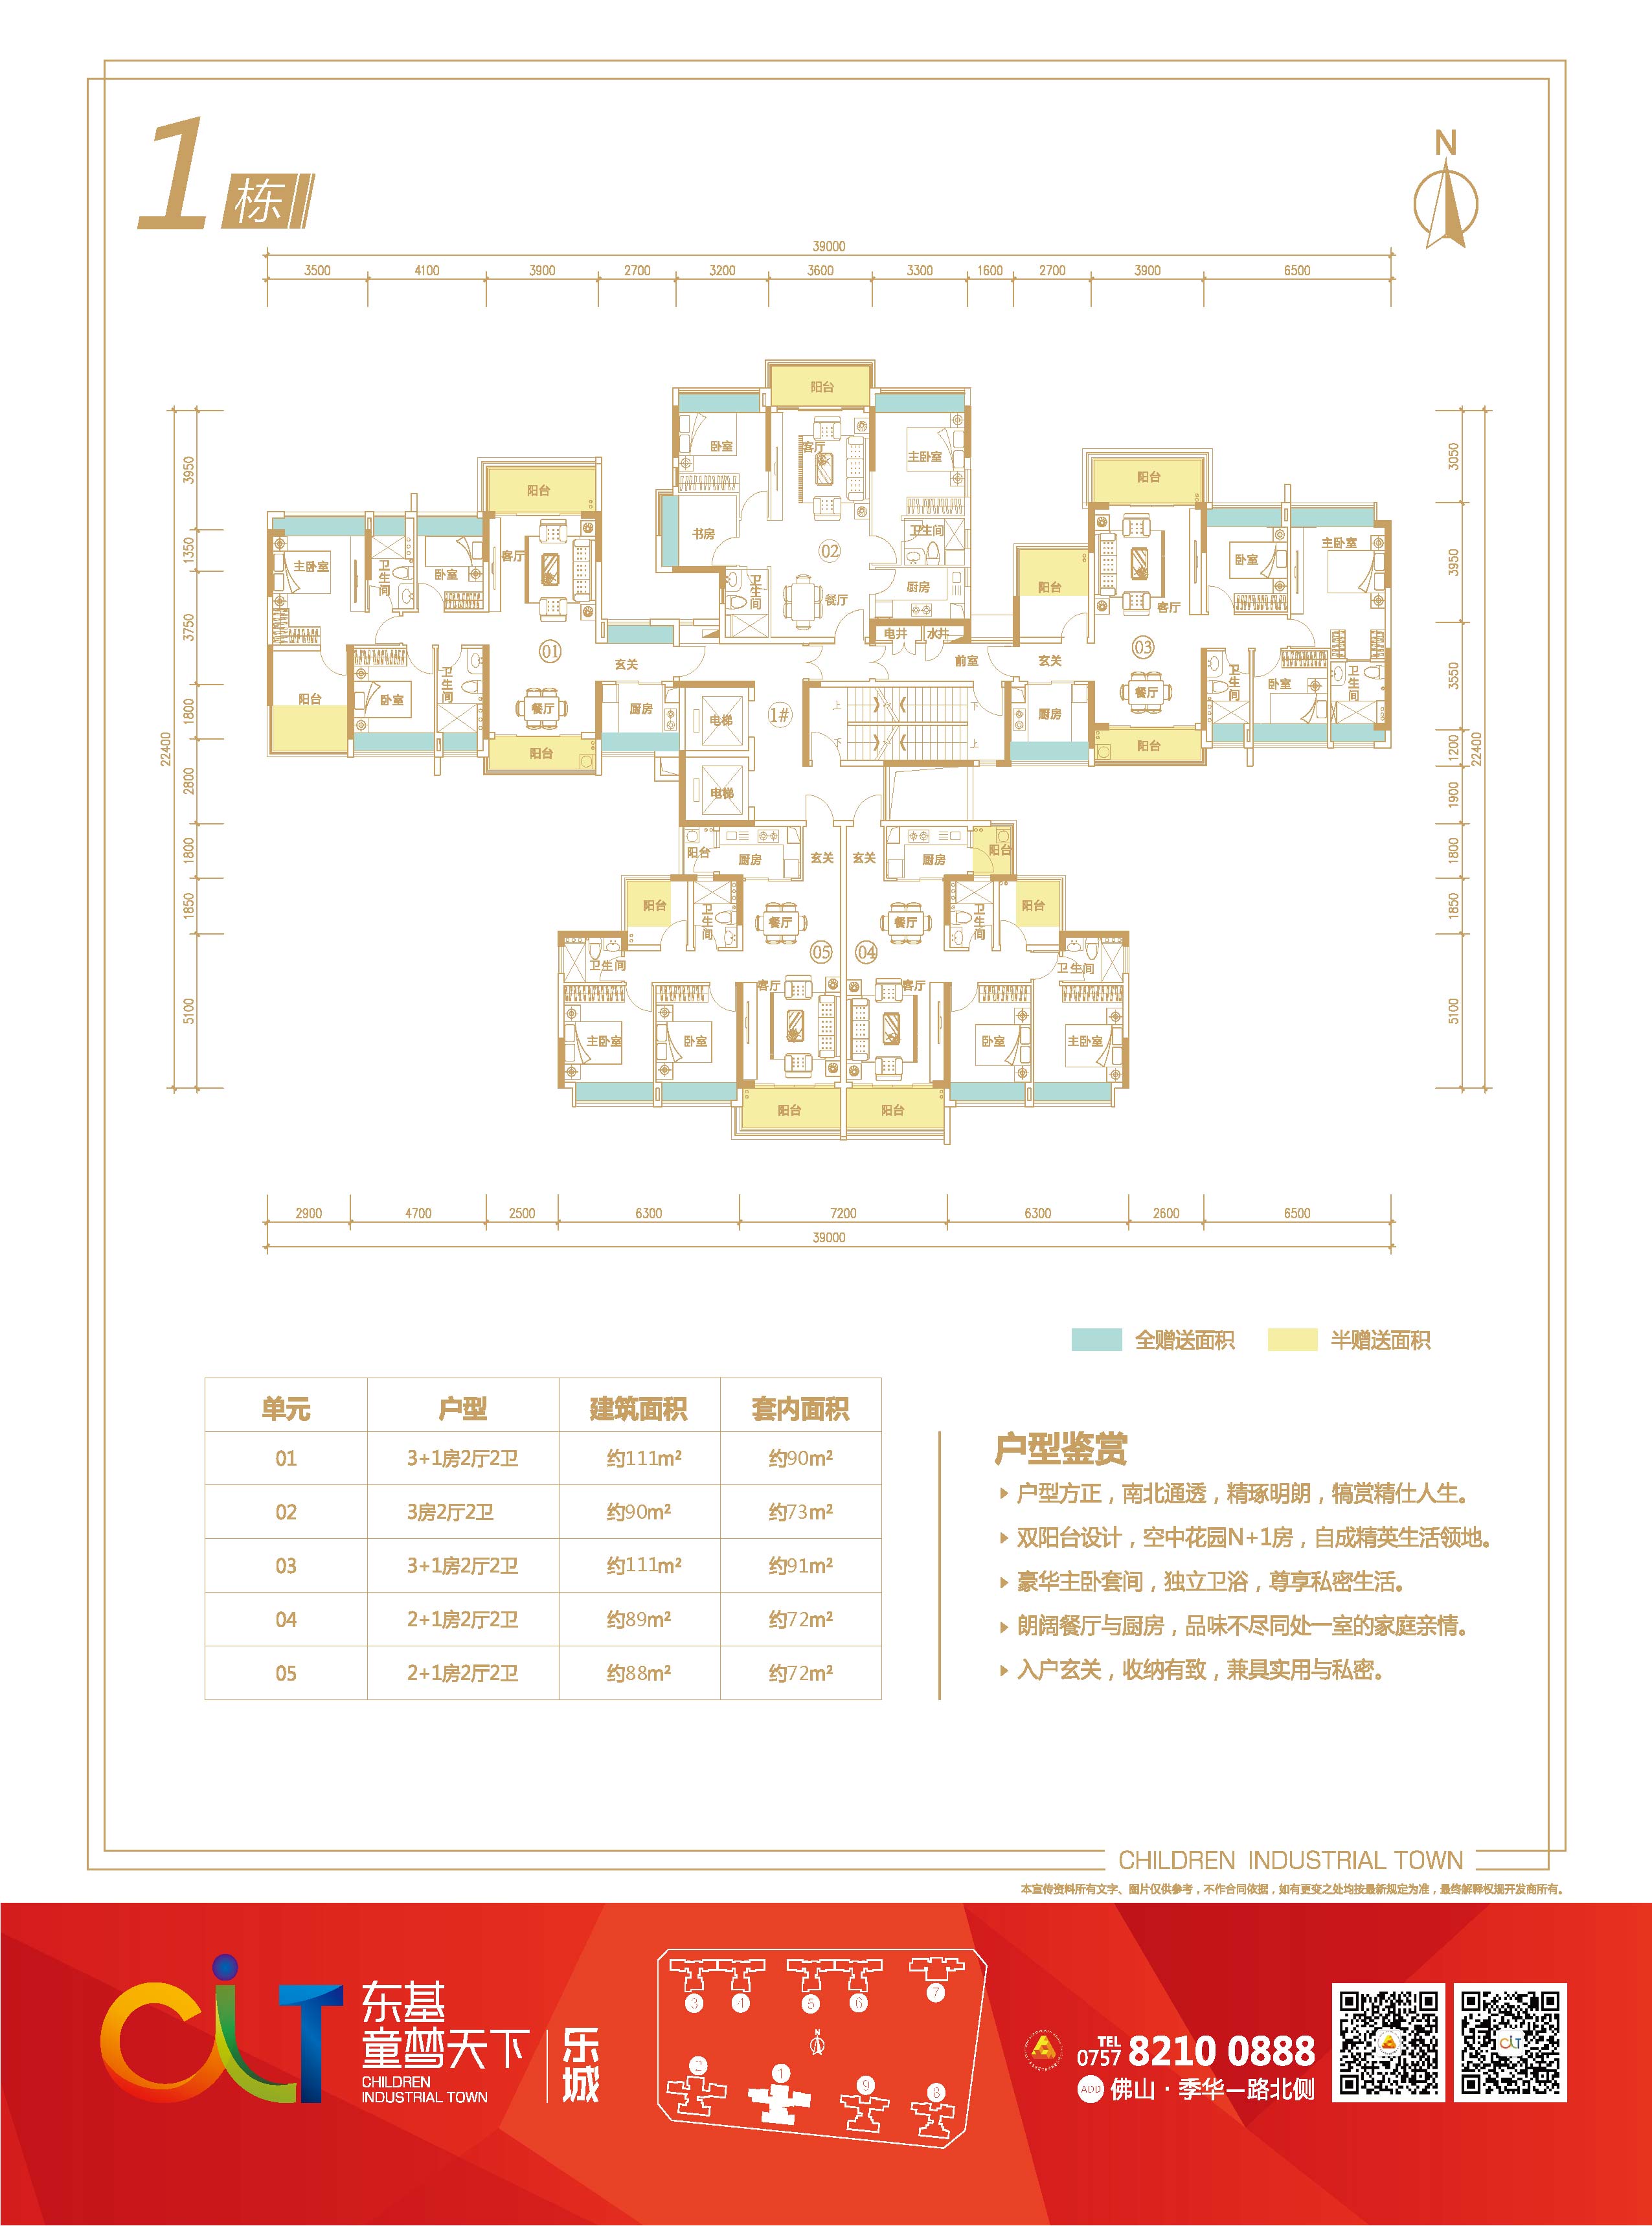 1栋
N
39000
3500 4100 3900 2700 3200 3600 3300 1600 2700 3900 6500
22400
3950
1350
3750
1800
2800
1800
1850
5100
3050
3950
3550
1200
1900
1800
1850
5100
22400
阳台
卧室
客厅
主卧室
书房
卫生间
02
卫生间
餐厅
厨房
电井
水井
前室
阳台
客厅
主卧室
卫生间
卧室
01
玄关
阳台
卧室
卫生间
餐厅
厨房
阳台
阳台
阳台
卧室
主卧室
客厅
03
玄关
卫生间
卧室
卫生间
餐厅
厨房
阳台
电梯
1#
上
下
下
上
电梯
阳台
厨房
玄关
玄关
厨房
阳台
阳台
卫生间
餐厅
餐厅
卫生间
阳台
卫生间
05
04
卫生间
客厅
客厅
主卧室
卧室
卧室
主卧室
阳台
阳台
2900 4700 2500 6300 7200 6300 2600 6500
39000
全赠送面积
半赠送面积
单元 户型 建筑面积 套内面积
01 3+1房2厅2卫 约111m² 约90m²
02 3房2厅2卫 约90m² 约73m²
03 3+1房2厅2卫 约111m² 约91m²
04 2+1房2厅2卫 约89m² 约72m²
05 2+1房2厅2卫 约88m² 约72m²
户型鉴赏
户型方正，南北通透，精琢明朗，犒赏精仕人生。
双阳台设计，空中花园N+1房，自成精英生活领地。
豪华主卧套间，独立卫浴，尊享私密生活。
朗阔餐厅与厨房，品味不尽同处一室的家庭亲情。
入户玄关，收纳有致，兼具实用与私密。
CHILDREN INDUSTRIAL TOWN
本宣传资料所有文字、图片仅供参考，不作合同依据，如有更变之处均按最新规定为准，最终解释权规开发商所有。
CIT
东基
童梦天下
CHILDREN
INDUSTRIAL TOWN
乐城
3 4 5 6 7
N
2 1 9 8
TEL
0757 8210 0888
ADD 佛山·季华一路北侧
CIT